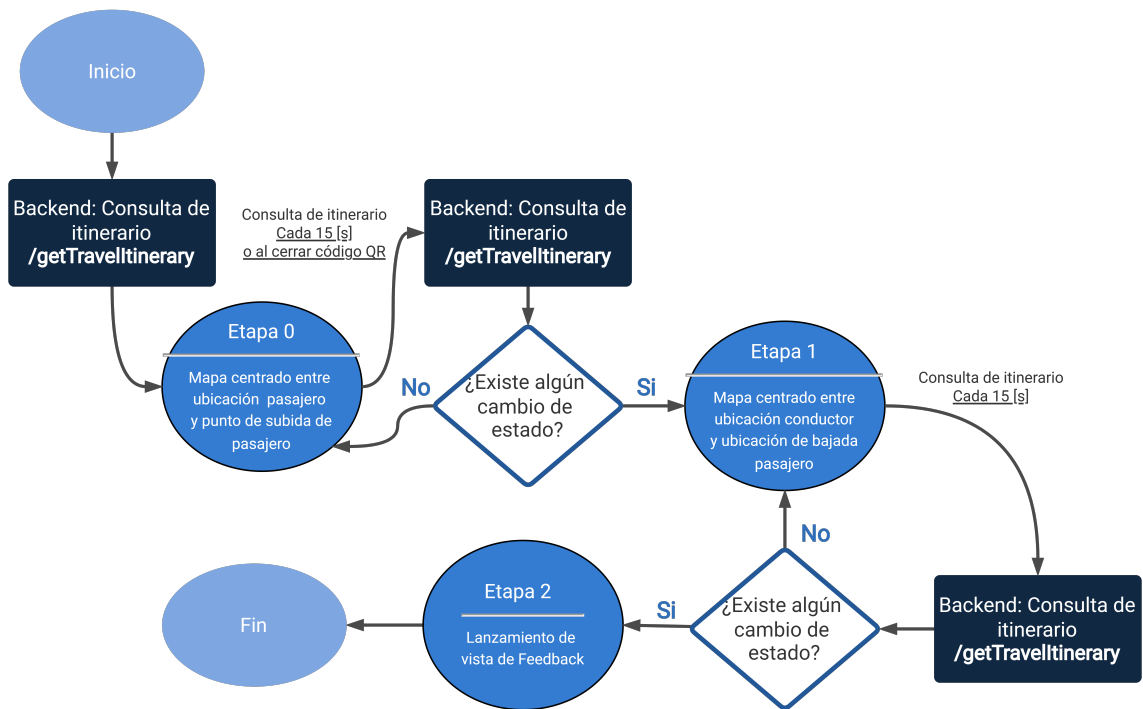 Inicio
Backend: Consulta de
itinerario
/getTravelItinerary
Consulta de itinerario
Cada 15 [s]
o al cerrar código QR
Backend: Consulta de
itinerario
/getTravelItinerary
Etapa 0
Mapa centrado entre
ubicación pasajero
y punto de subida de
pasajero
No
¿Existe algún
cambio de
estado?
Si
Etapa 1
Mapa centrado entre
ubicación conductor
y ubicación de bajada
pasajero
Consulta de itinerario
Cada 15 [s]
Backend: Consulta de
itinerario
/getTravelItinerary
No
¿Existe algún
cambio de
estado?
Si
Etapa 2
Lanzamiento de
vista de Feedback
Fin